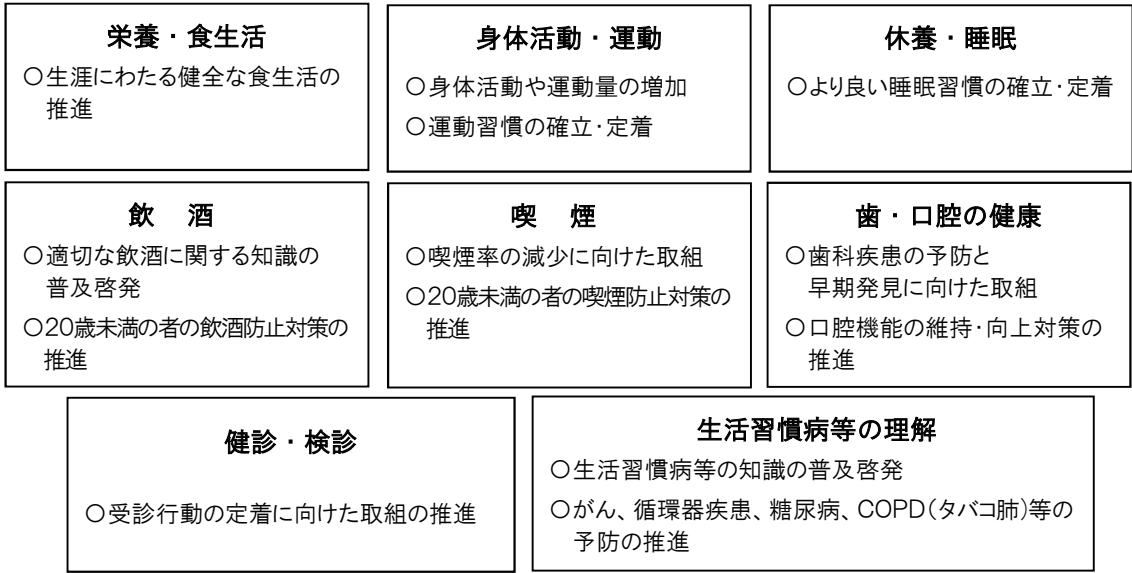 栄養・食生活
○生涯にわたる健全な食生活の
推進
身体活動・運動
○身体活動や運動量の増加
○運動習慣の確立・定着
休養・睡眠
○より良い睡眠習慣の確立・定着
飲　酒
○適切な飲酒に関する知識の
普及啓発
○20歳未満の者の飲酒防止対策の
推進
喫　煙
○喫煙率の減少に向けた取組
○20歳未満の者の喫煙防止対策の
推進
歯・口腔の健康
○歯科疾患の予防と
早期発見に向けた取組
○口腔機能の維持・向上対策の
推進
健診・検診
○受診行動の定着に向けた取組の推進
生活習慣病等の理解
○生活習慣病等の知識の普及啓発
○がん、循環器疾患、糖尿病、COPD（タバコ肺）等の
予防の推進